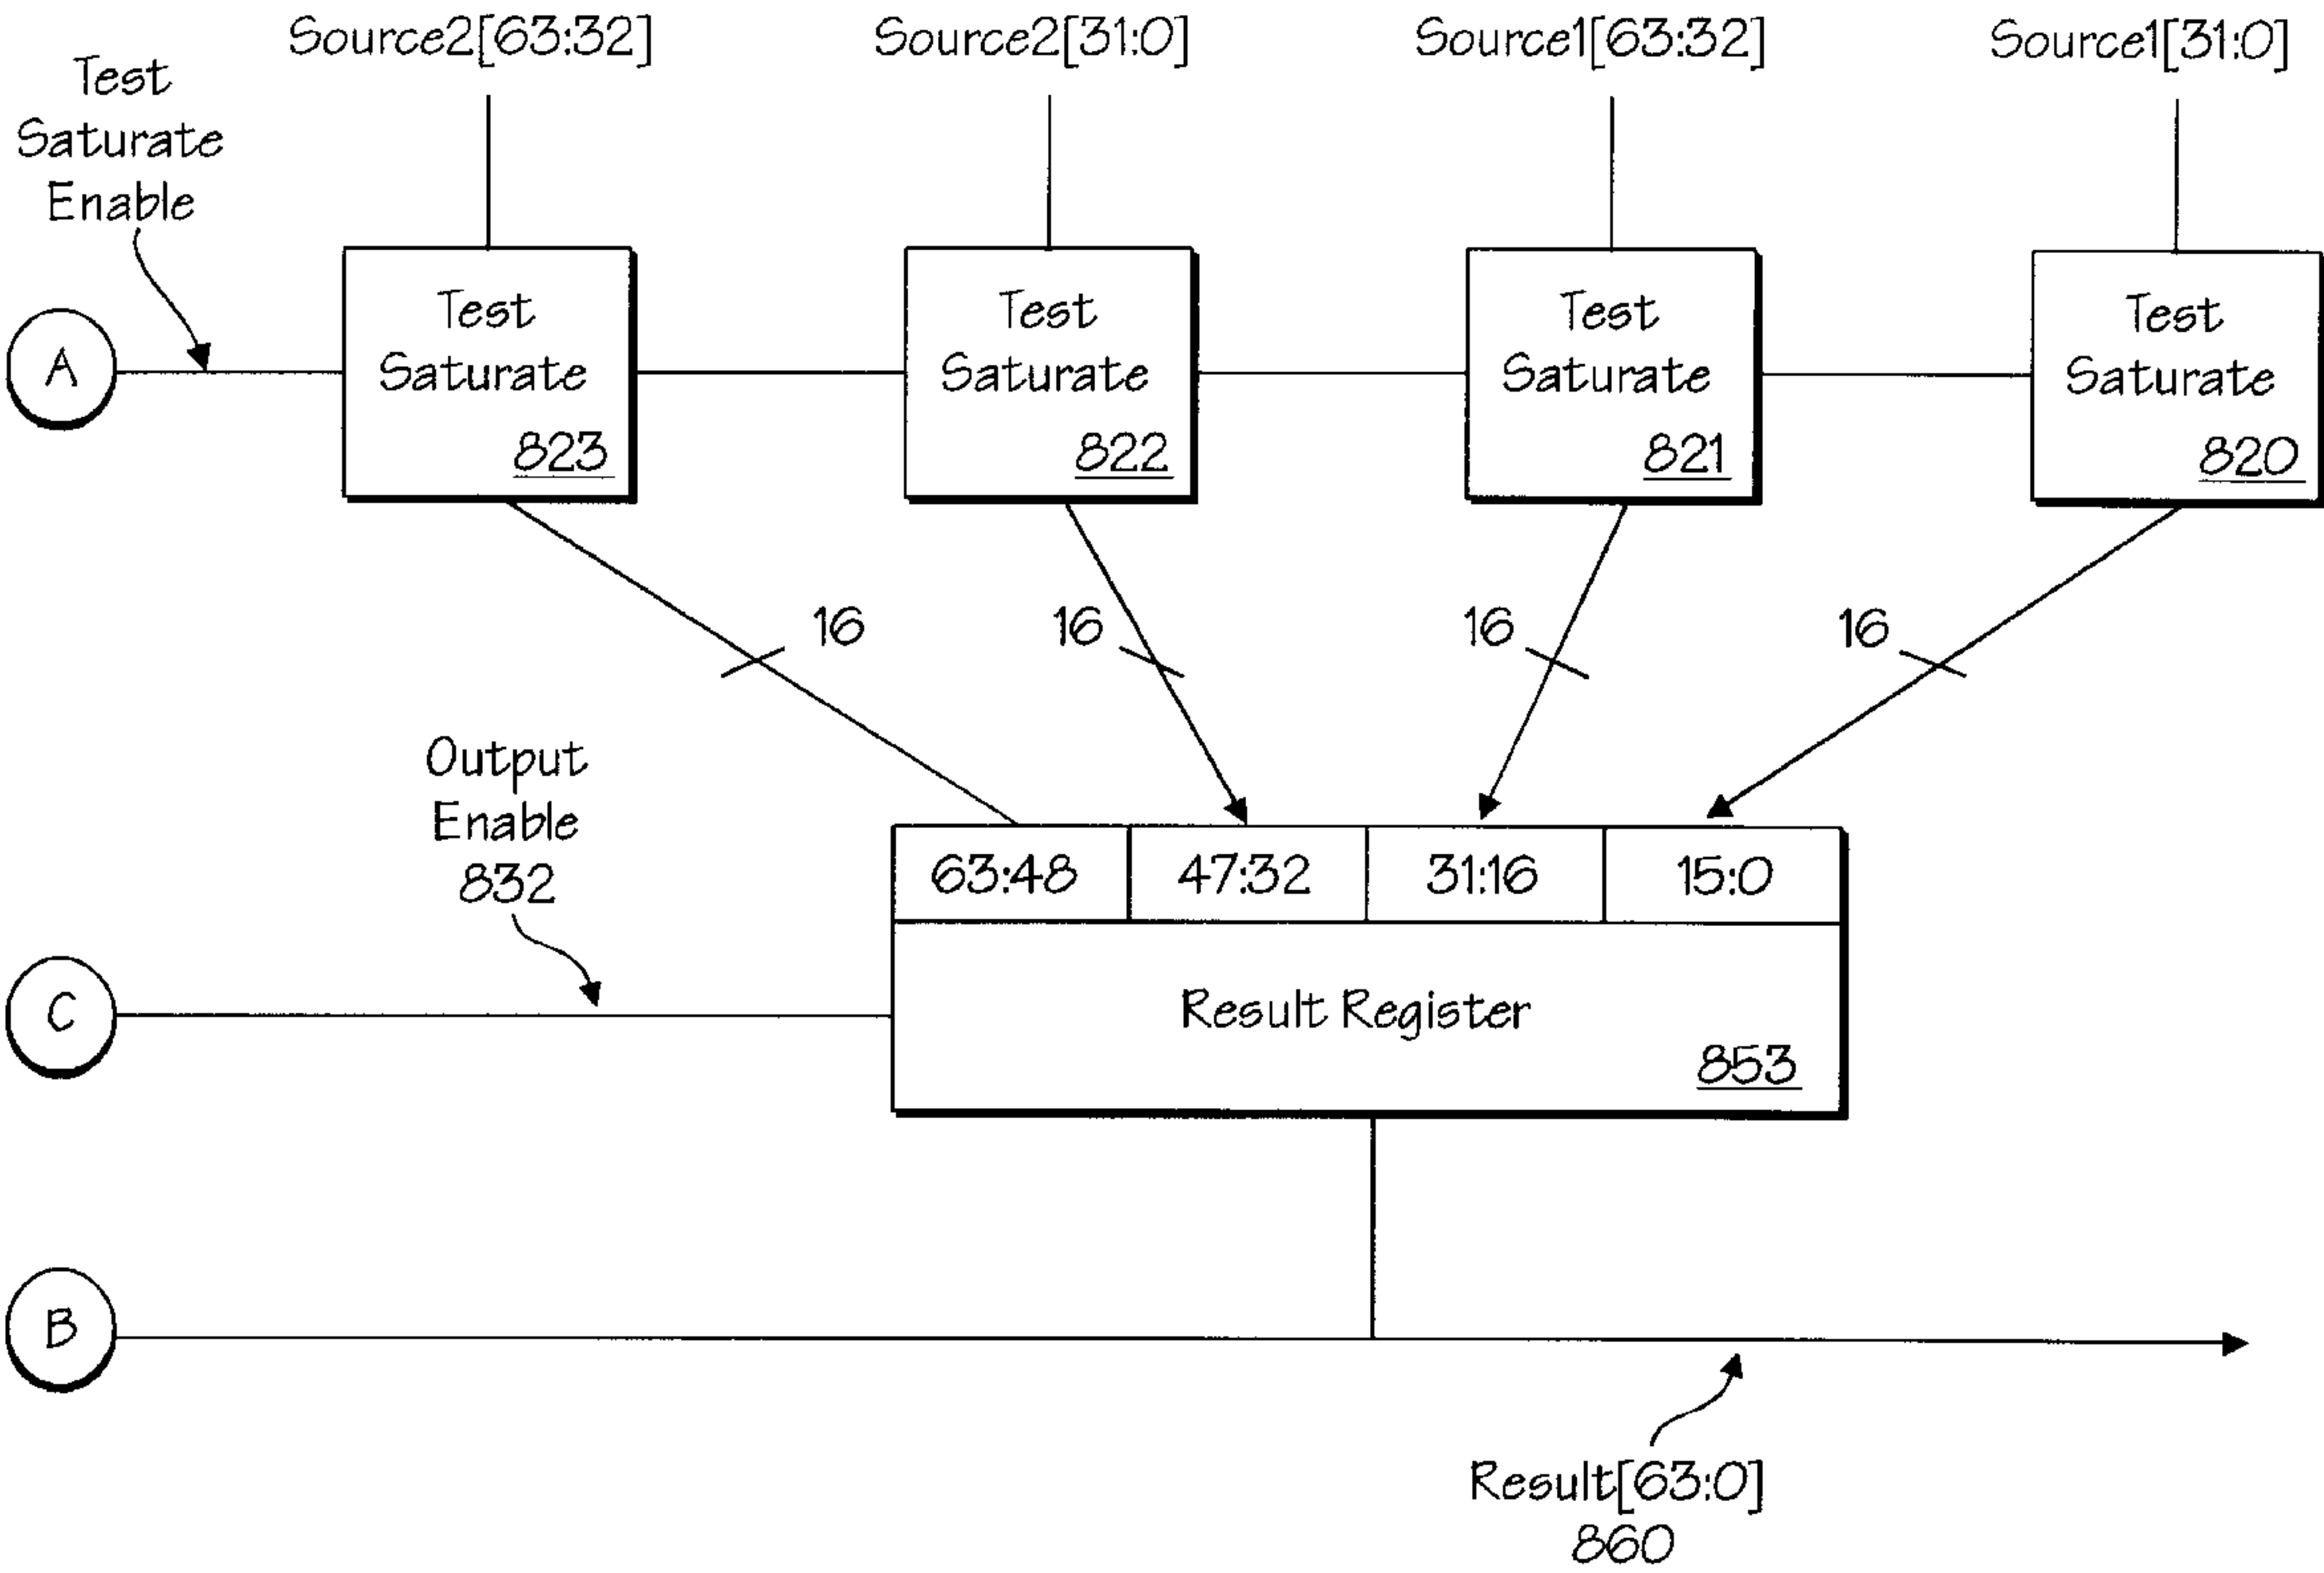 Source2[63:32]
Source2[31:0]
Source1[63:32]
Source1[31:0]
Test
Saturate
Enable
A
Test
Saturate
823
Test
Saturate
822
Test
Saturate
821
Test
Saturate
820
16
16
16
16
Output
Enable
832
63:48
47:32
31:16
15:0
C
Result Register
853
B
Result[63:0]
860